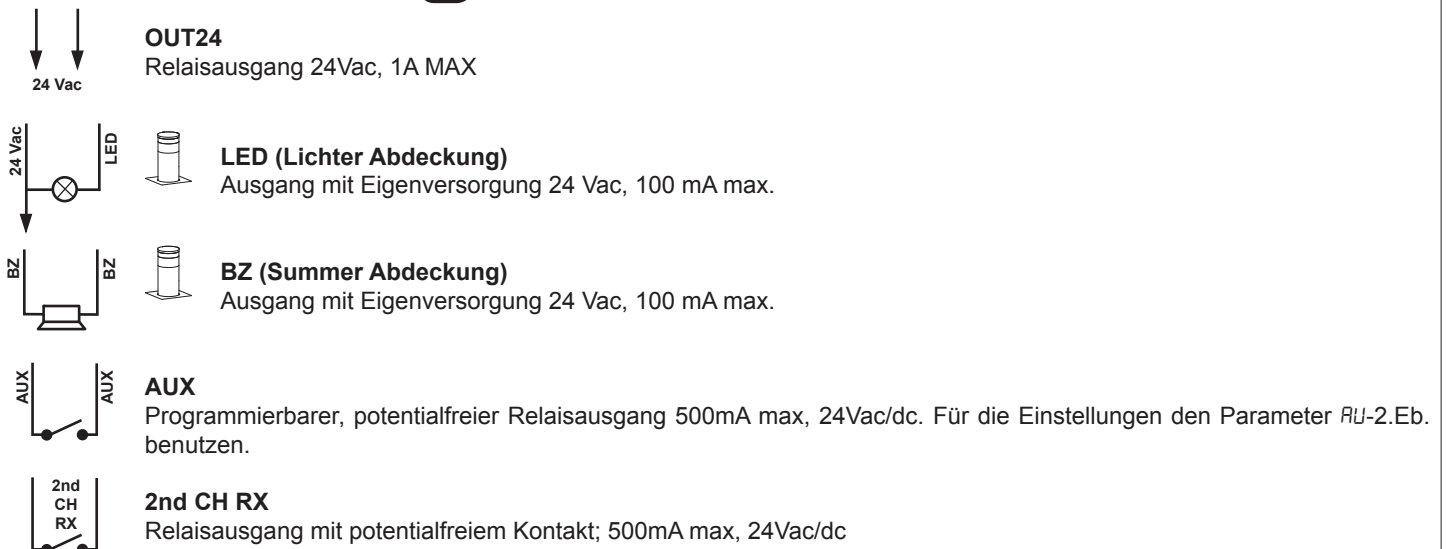 OUT24
Relaisausgang 24Vac, 1A MAX
24 Vac
24 Vac
LED
LED (Lichter Abdeckung)
Ausgang mit Eigenversorgung 24 Vac, 100 mA max.
BZ
BZ
BZ (Summer Abdeckung)
Ausgang mit Eigenversorgung 24 Vac, 100 mA max.
AUX
AUX
AUX
Programmierbarer, potentialfreier Relaisausgang 500mA max, 24Vac/dc. Für die Einstellungen den Parameter AU-2.Eb.
benutzen.
2nd
CH
RX
2nd CH RX
Relaisausgang mit potentialfreiem Kontakt; 500mA max, 24Vac/dc